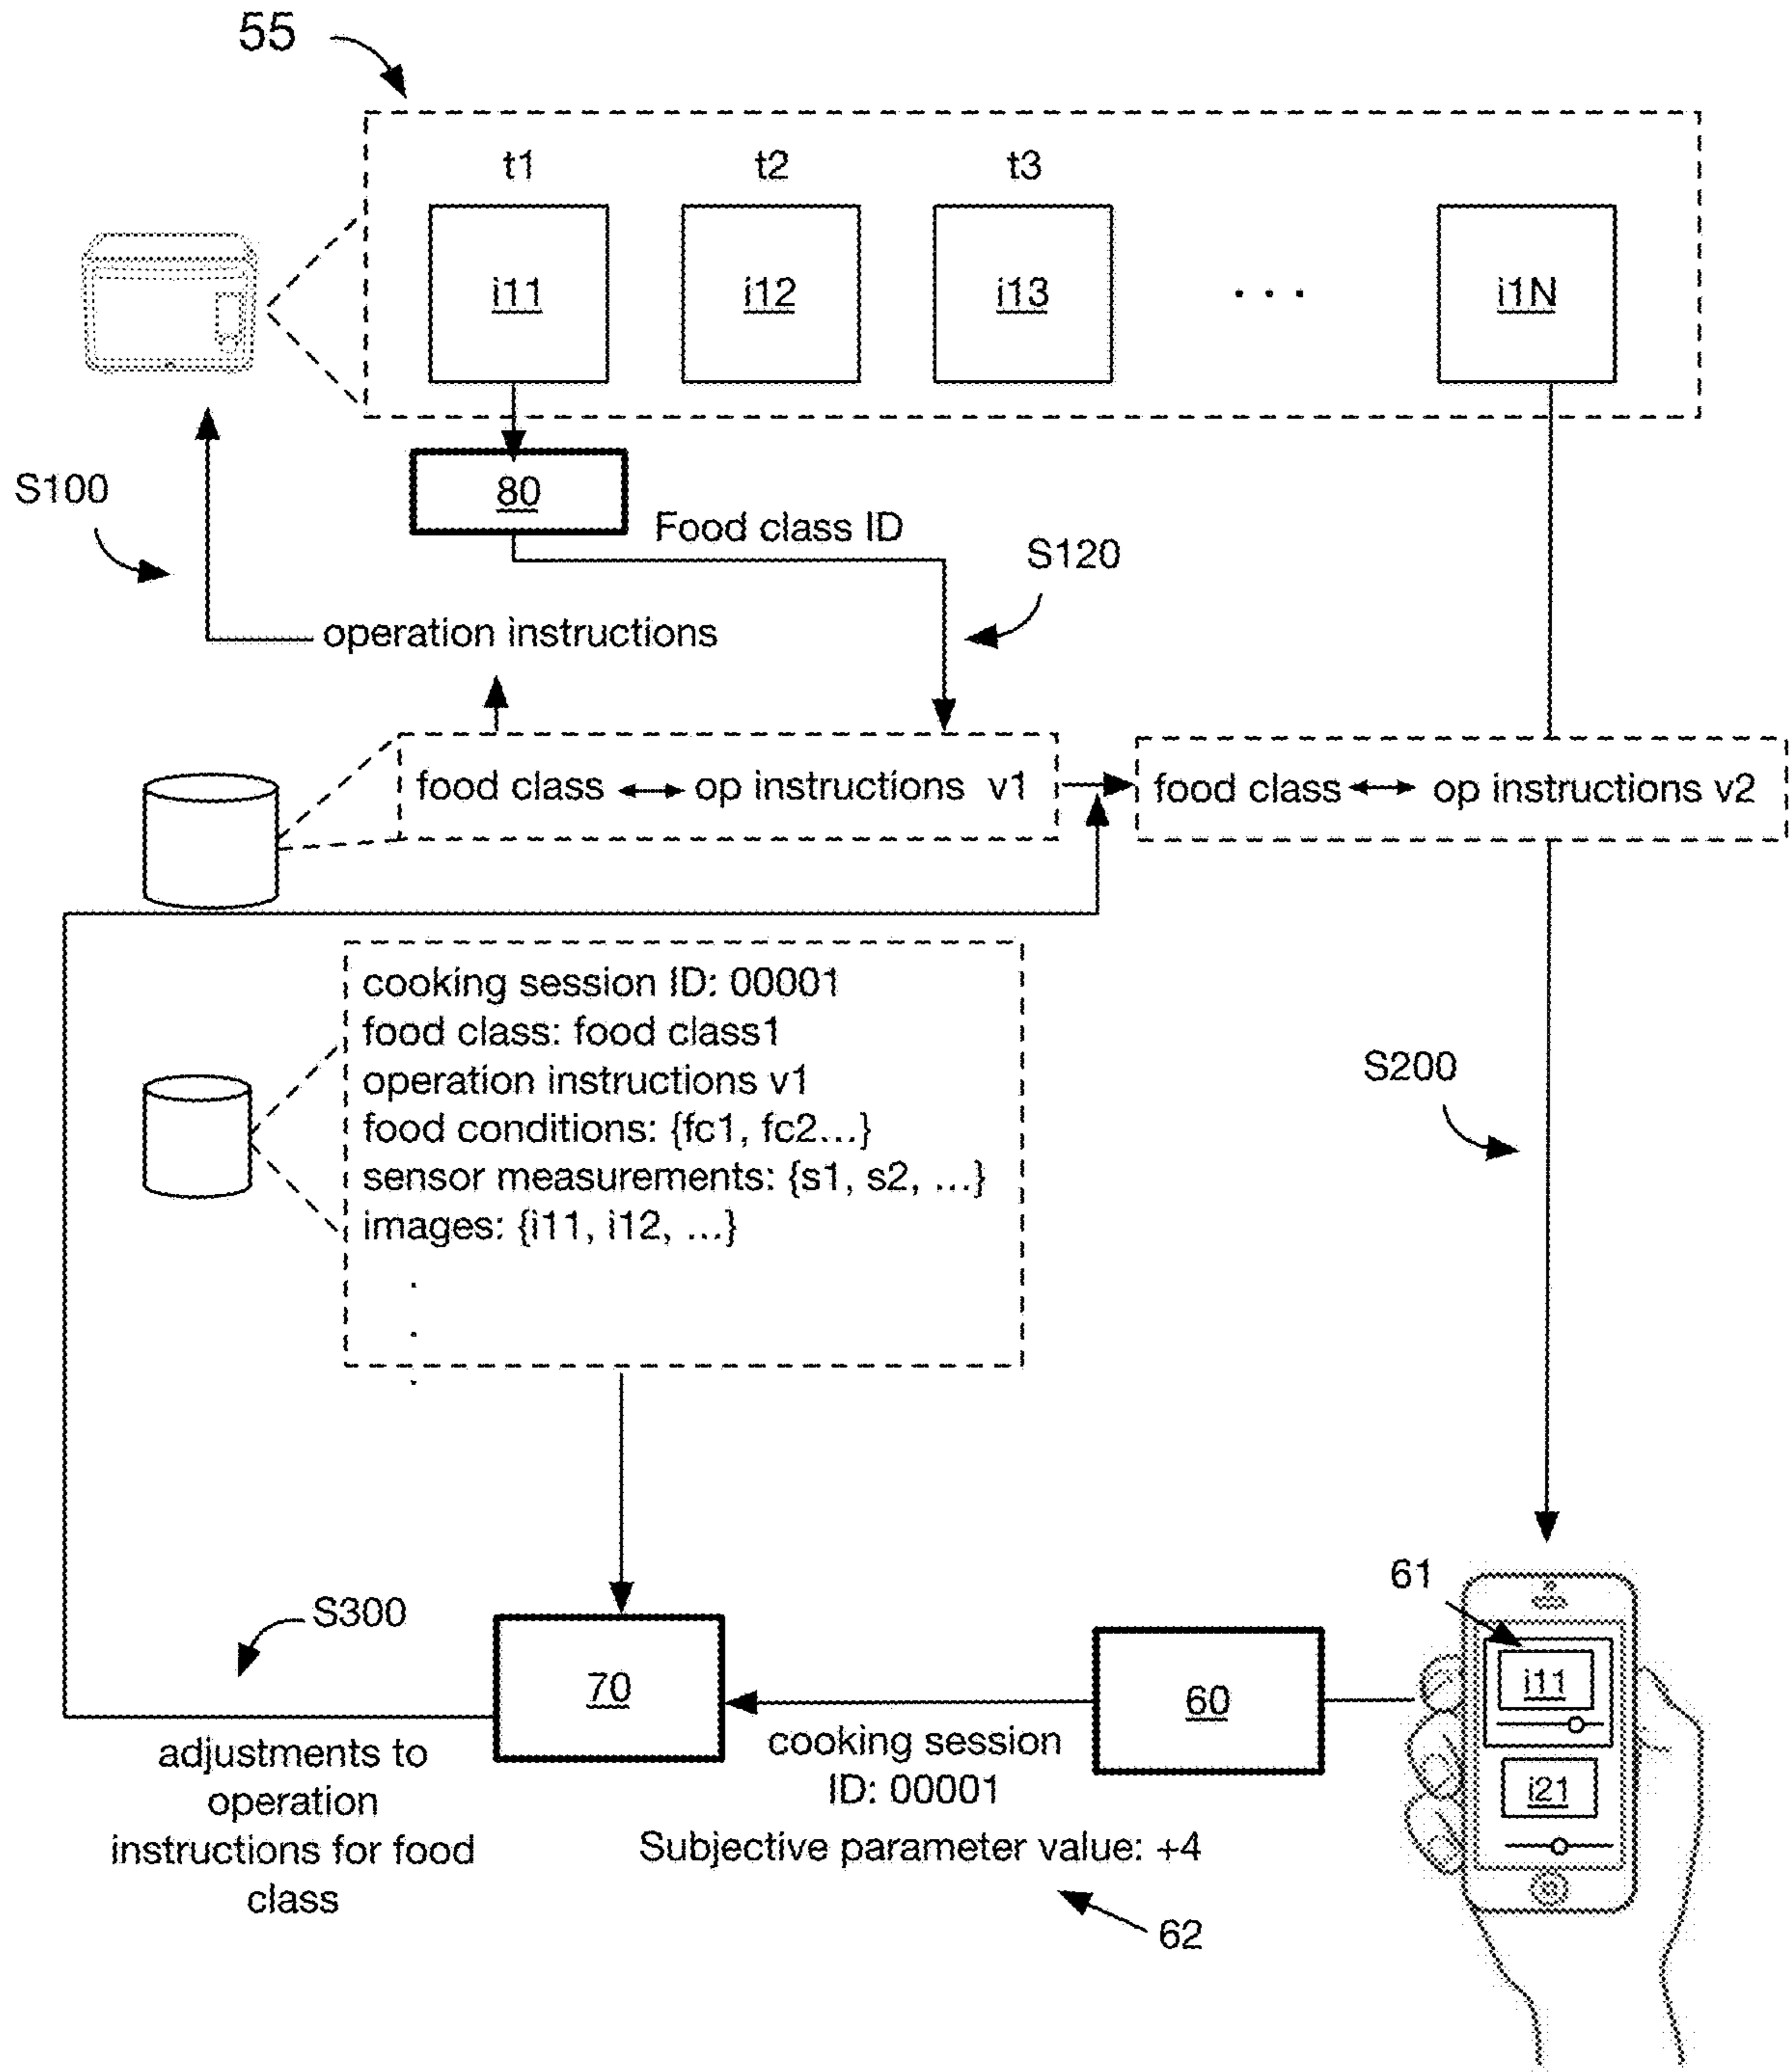 55
t1 t2 t3
i11 i12 i13 . . . i1N
80
S100
Food class ID
S120
operation instructions
food class ↔ op instructions v1
food class ↔ op instructions v2
cooking session ID: 00001
food class: food class1
operation instructions v1
food conditions: {fc1, fc2...}
sensor measurements: {s1, s2, ...}
images: {i11, i12, ...}
.
.
.
S200
61
S300
70
60
i11
i21
cooking session
ID: 00001
Subjective parameter value: +4
62
adjustments to
operation
instructions for food
class